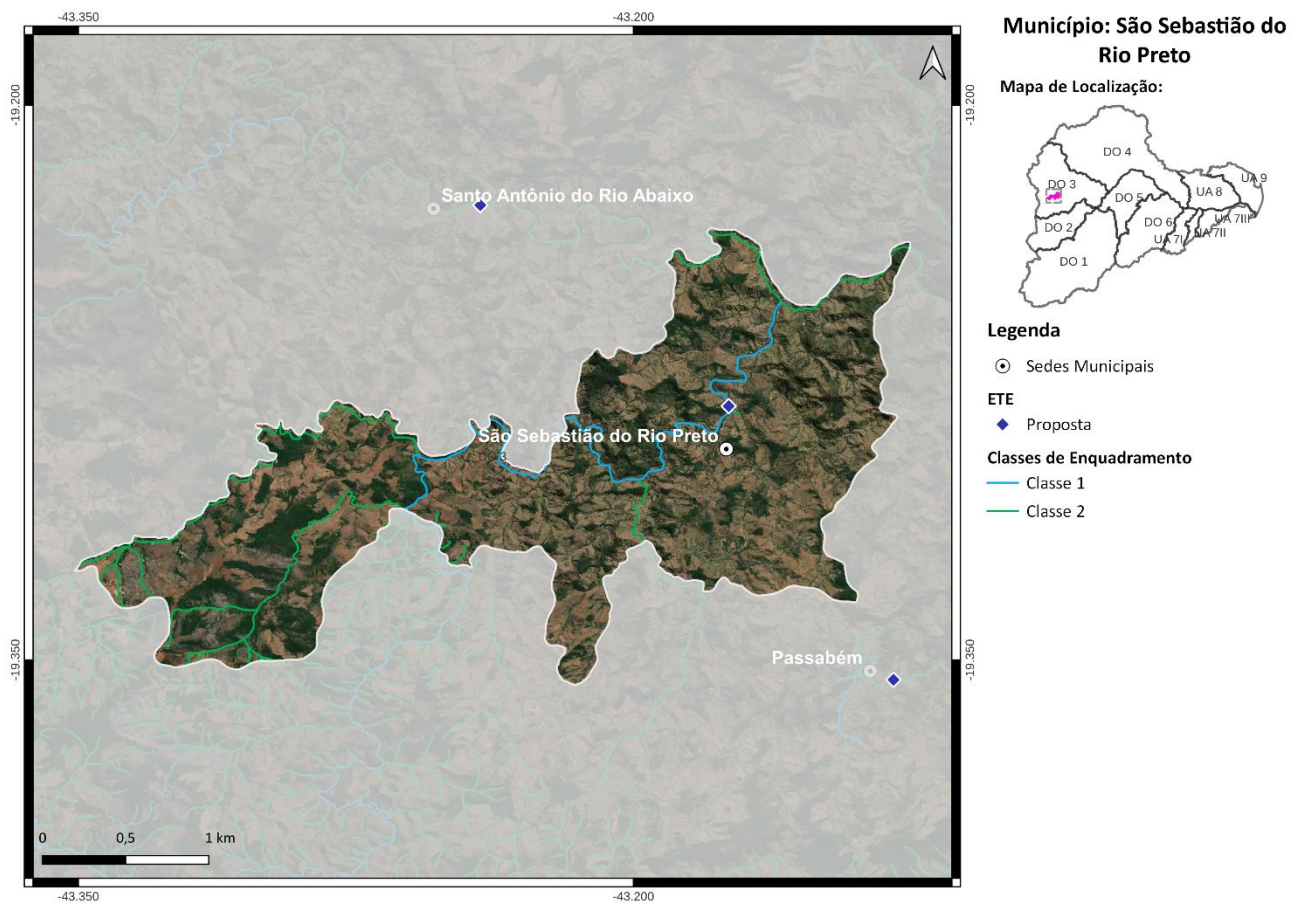 -43.350
-43.200
Município: São Sebastião do
Rio Preto
Mapa de Localização:
-19.200
-19.200
DO 4
DO 3
UA 9
UA 8
DO 5
DO 2
DO 6
UA 7III
UA 7II
UA 7I
DO 1
Santo Antônio do Rio Abaixo
Legenda
Sedes Municipais
ETE
Proposta
São Sebastião do Rio Preto
Classes de Enquadramento
Classe 1
Classe 2
Passabém
-19.350
-19.350
0 0,5 1 km
-43.350
-43.200